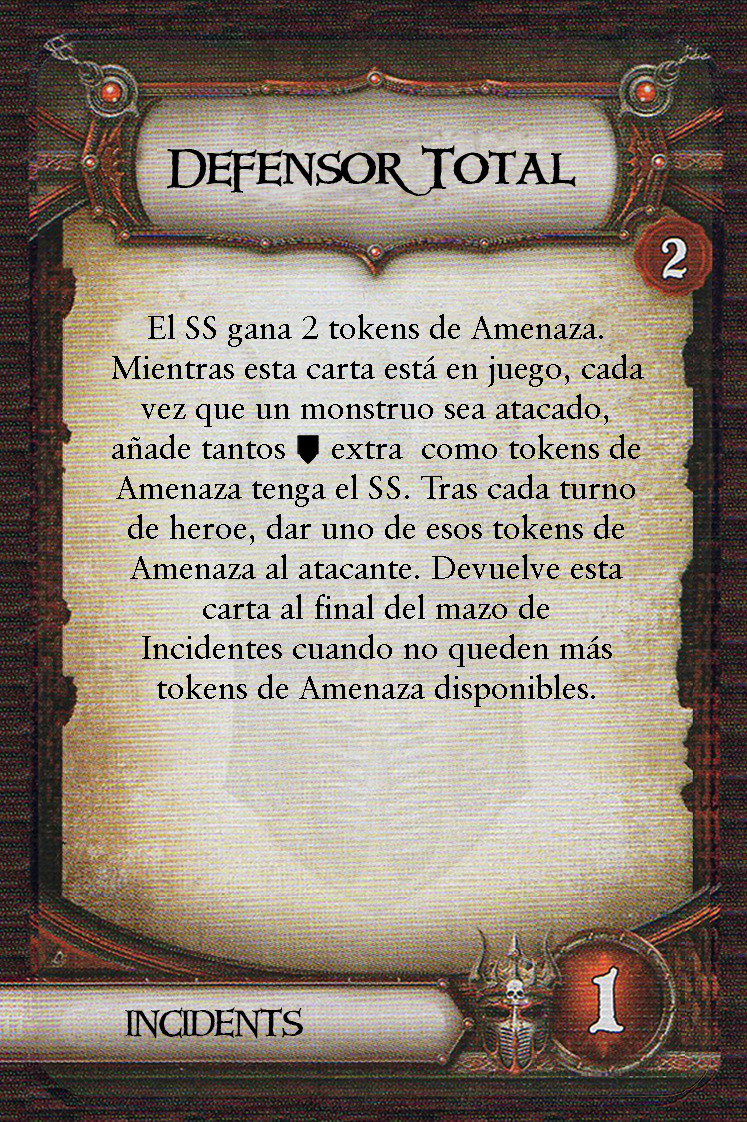 Defensor Total
2
El SS gana 2 tokens de Amenaza.
Mientras esta carta está en juego, cada
vez que un monstruo sea atacado,
añade tantos extra como tokens de
Amenaza tenga el SS. Tras cada turno
de heroe, dar uno de esos tokens de
Amenaza al atacante. Devuelve esta
carta al final del mazo de
Incidentes cuando no queden más
tokens de Amenaza disponibles.
INCIDENTS
1